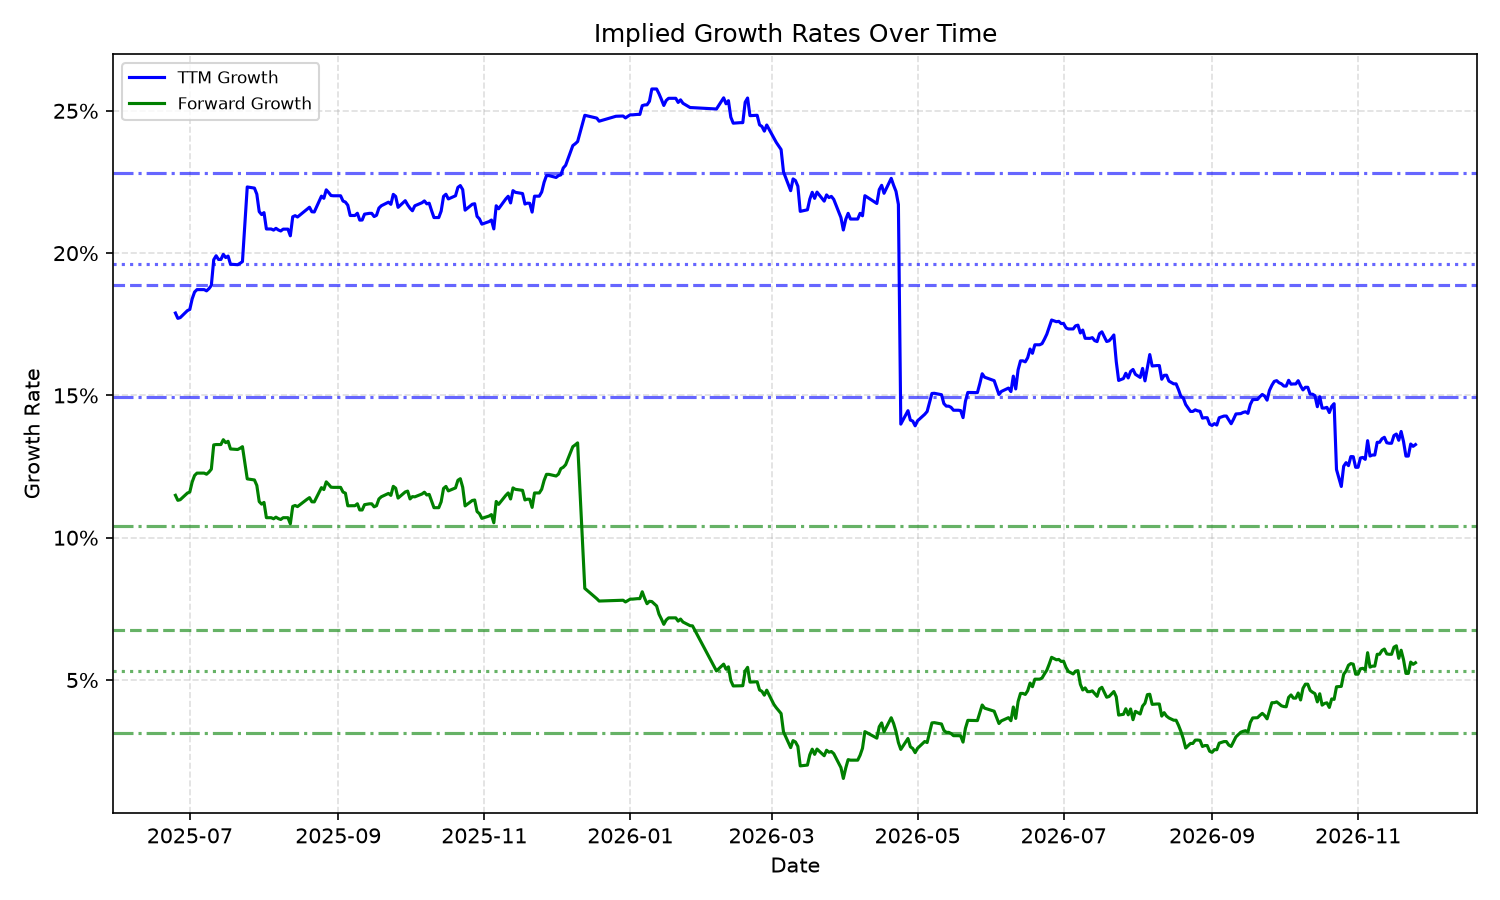 Implied Growth Rates Over Time
TTM Growth
Forward Growth
25%
20%
15%
10%
5%
Growth Rate
2025-07
2025-09
2025-11
2026-01
2026-03
2026-05
2026-07
2026-09
2026-11
Date